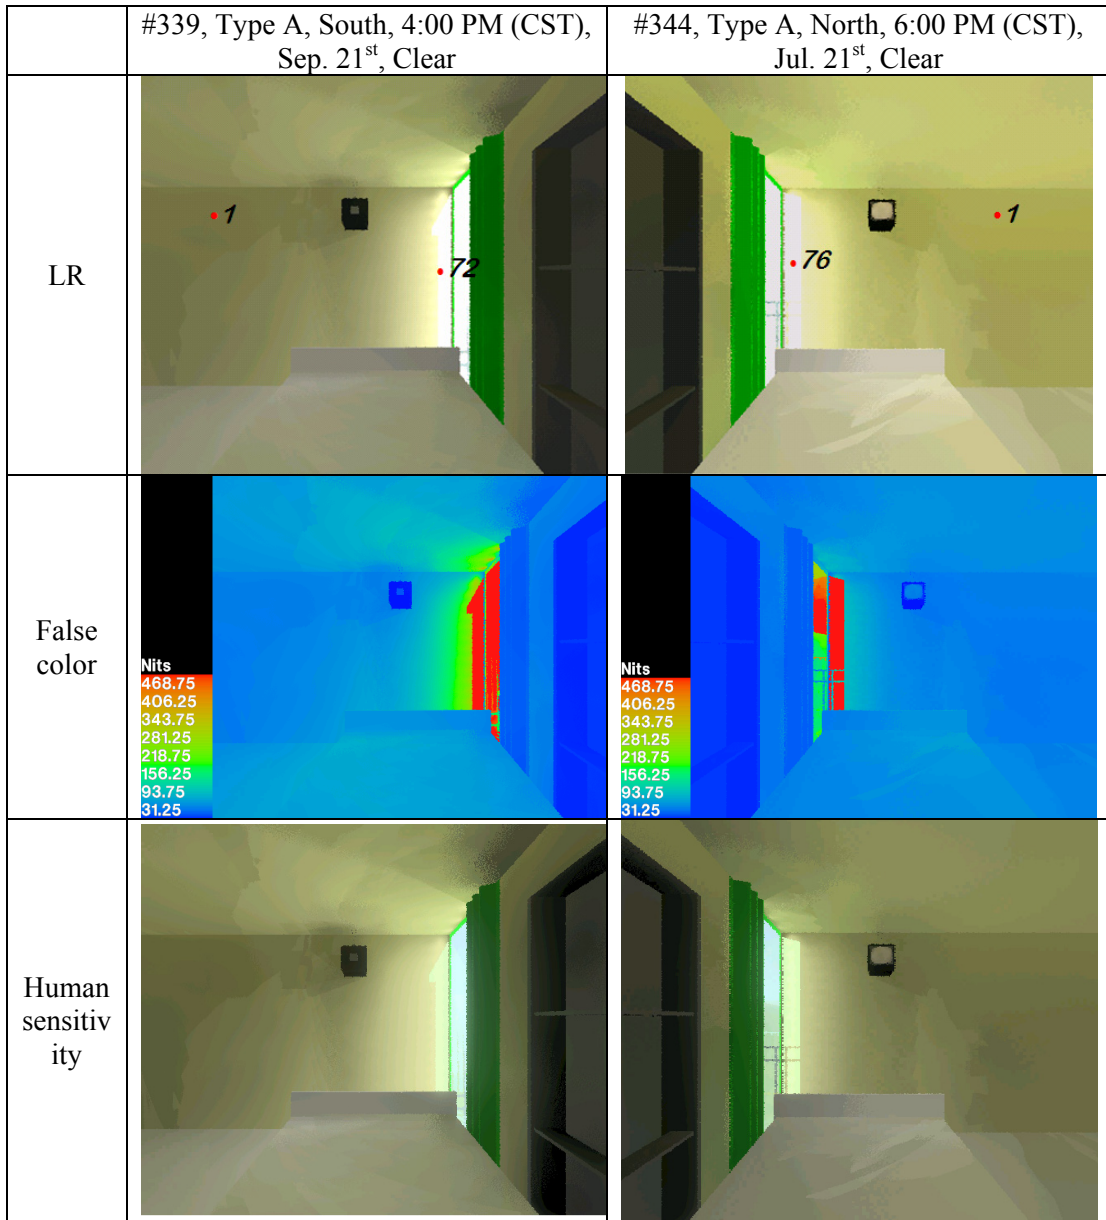 #339, Type A, South, 4:00 PM (CST),
Sep. 21st, Clear
#344, Type A, North, 6:00 PM (CST),
Jul. 21st, Clear
LR
1
72
76
1
False
color
Nits
468.75
406.25
343.75
281.25
218.75
156.25
93.75
31.25
Nits
468.75
406.25
343.75
281.25
218.75
156.25
93.75
31.25
Human
sensitiv
ity